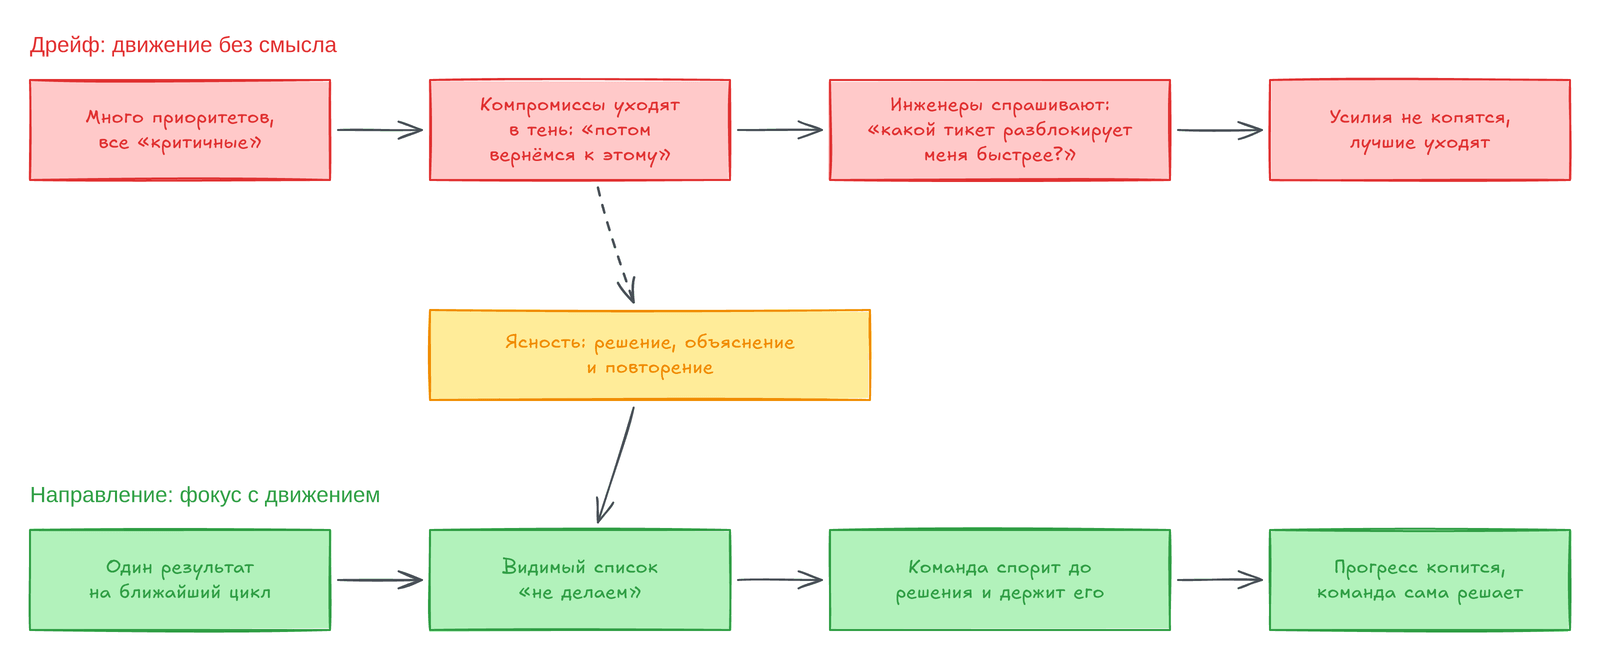 Дрейф: движение без смысла
Много приоритетов,
все «критичные»
Компромиссы уходят
в тень: «потом
вернёмся к этому»
Инженеры спрашивают:
«какой тикет разблокирует
меня быстрее?»
Усилия не копятся,
лучшие уходят
Ясность: решение, объяснение
и повторение
Направление: фокус с движением
Один результат
на ближайший цикл
Видимый список
«не делаем»
Команда спорит до
решения и держит его
Прогресс копится,
команда сама решает